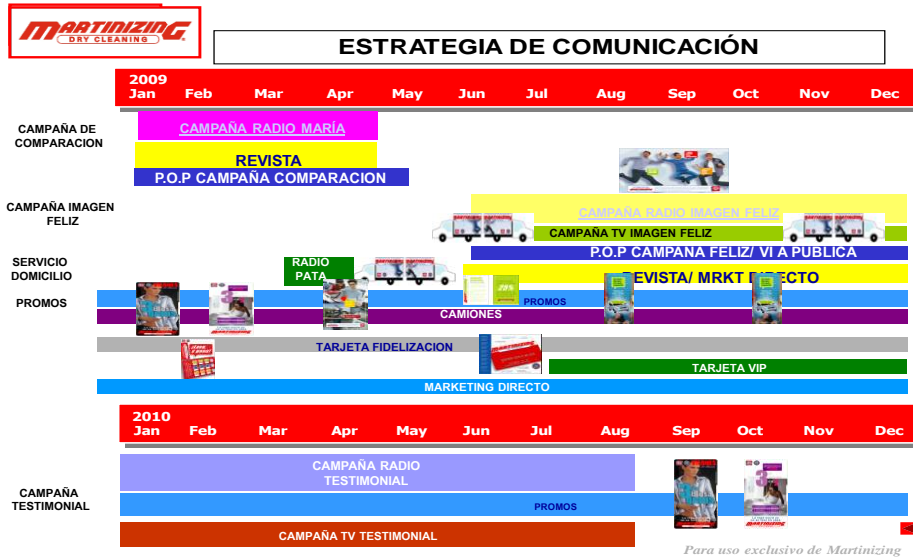 MARTINIZING
DRY CLEANING
ESTRATEGIA DE COMUNICACIÓN
2009
Jan Feb Mar Apr May Jun Jul Aug Sep Oct Nov Dec
CAMPAÑA DE
COMPARACION
CAMPAÑA RADIO MARÍA
REVISTA
P.O.P CAMPAÑA COMPARACION
CAMPAÑA IMAGEN
FELIZ
CAMPAÑA RADIO IMAGEN FELIZ
CAMPAÑA TV IMAGEN FELIZ
P.O.P CAMPANA FELIZ/ VI A PUBLICA
SERVICIO
DOMICILIO
RADIO
PATA
REVISTA/ MRKT DIRECTO
PROMOS
PROMOS
CAMIONES
TARJETA FIDELIZACION
TARJETA VIP
MARKETING DIRECTO
2010
Jan Feb Mar Apr May Jun Jul Aug Sep Oct Nov Dec
CAMPAÑA
TESTIMONIAL
CAMPAÑA RADIO
TESTIMONIAL
PROMOS
CAMPAÑA TV TESTIMONIAL
Para uso exclusivo de Martinizing